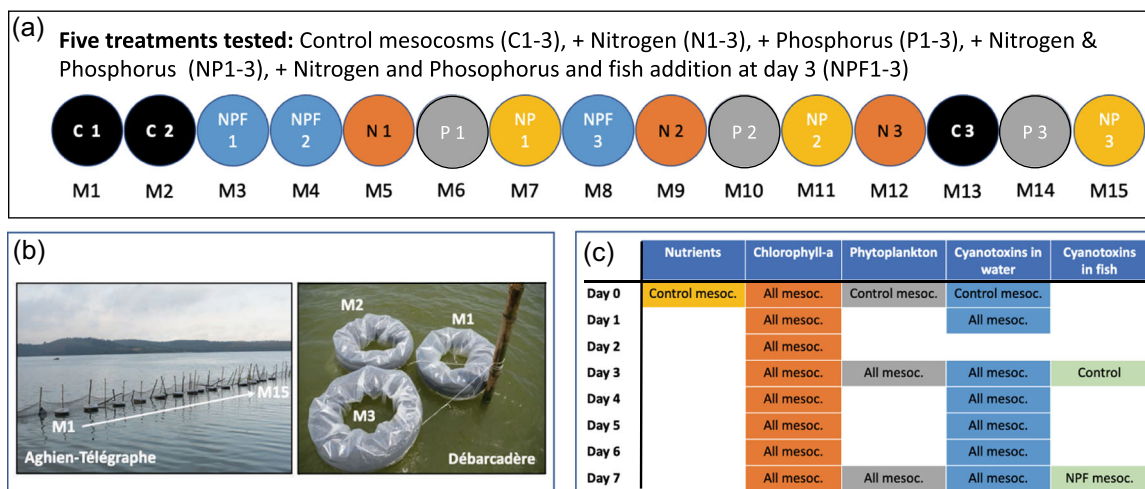 (a)
Five treatments tested: Control mesocosms (C1-3), + Nitrogen (N1-3), + Phosphorus (P1-3), + Nitrogen &
Phosphorus (NP1-3), + Nitrogen and Phosophorus and fish addition at day 3 (NPF1-3)
C 1 C 2 NPF 1 NPF 2 N 1 P 1 NP 1 NPF 3 N 2 P 2 NP 2 N 3 C 3 P 3 NP 3
M1 M2 M3 M4 M5 M6 M7 M8 M9 M10 M11 M12 M13 M14 M15
(b)
M1
M15
Aghien-Télégraphe
M2
M1
M3
Débarcadère
(c)
Nutrients Chlorophyll-a Phytoplankton Cyanotoxins in water Cyanotoxins in fish
Day 0 Control mesoc. All mesoc. Control mesoc. Control mesoc.
Day 1 All mesoc. All mesoc.
Day 2 All mesoc.
Day 3 All mesoc. All mesoc. All mesoc. Control
Day 4 All mesoc. All mesoc.
Day 5 All mesoc. All mesoc.
Day 6 All mesoc. All mesoc.
Day 7 All mesoc. All mesoc. All mesoc. NPF mesoc.